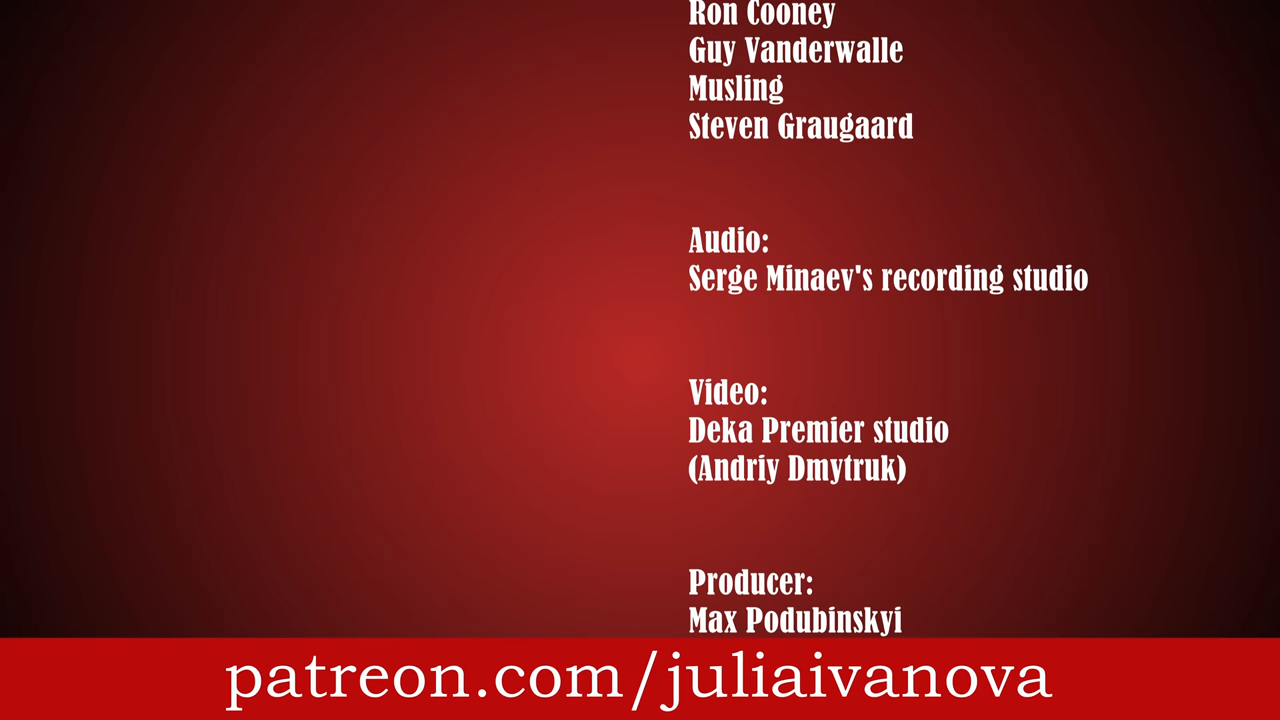 Ron Cooney
Guy Vanderwalle
Musling
Steven Graugaard
Audio:
Serge Minaev's recording studio
Video:
Deka Premier studio
(Andriy Dmytruk)
Producer:
Max Podubinskyi
patreon.com/juliaivanova